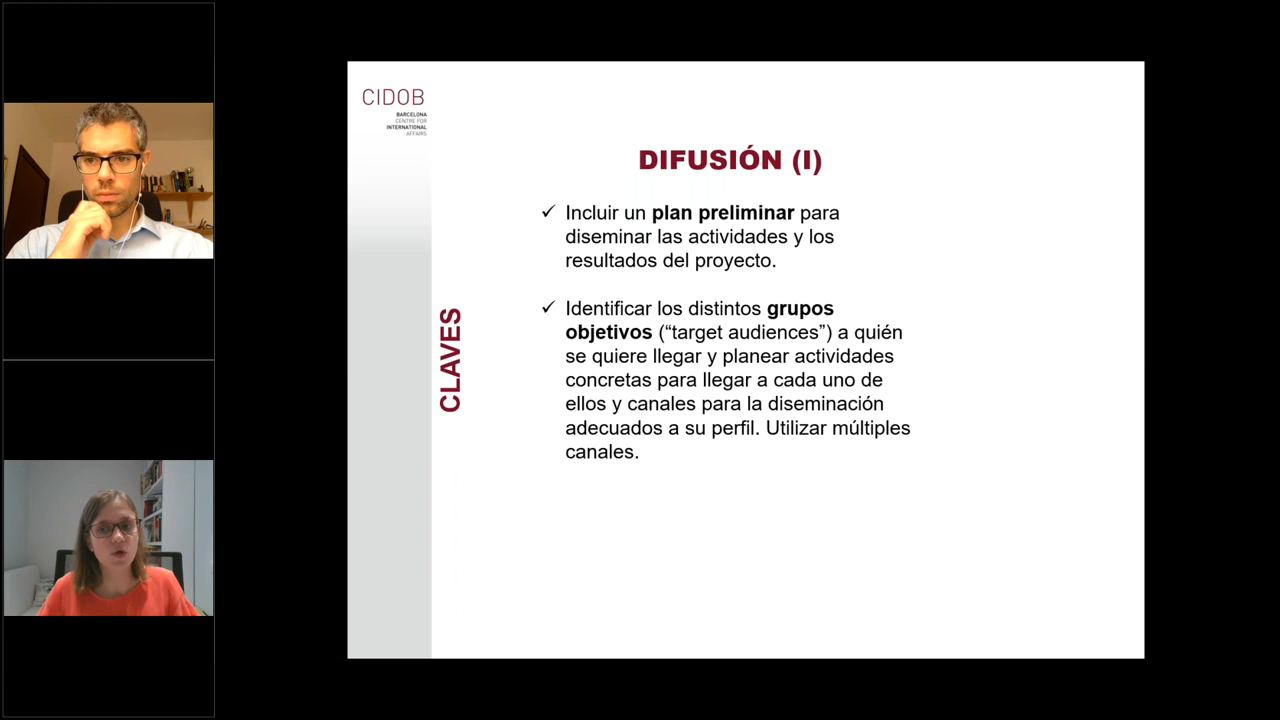 CIDOB
BARCELONA
CENTRE FOR
INTERNATIONAL
AFFAIRS
DIFUSIÓN (I)
✓ Incluir un plan preliminar para
diseminar las actividades y los
resultados del proyecto.
✓ Identificar los distintos grupos
objetivos (“target audiences”) a quién
se quiere llegar y planear actividades
concretas para llegar a cada uno de
ellos y canales para la diseminación
adecuados a su perfil. Utilizar múltiples
canales.
CLAVES